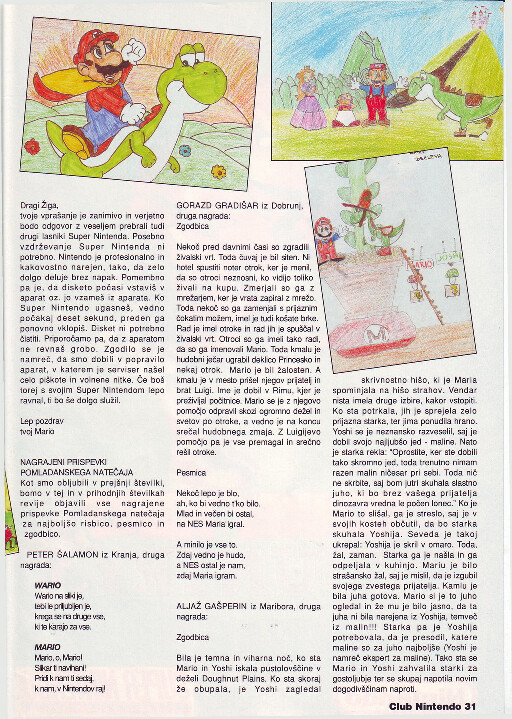 Dragi Žiga,
tvoje vprašanje je zanimivo in verjetno
bodo odgovor z veseljem prebrali tudi
drugi lasniki Super Nintenda. Posebno
vzdrževanje Super Nintenda ni
potrebno. Nintendo je profesionalno in
kakovostno narejen, tako, da zelo
dolgo deluje brez napak. Pomembno
pa je, da disketo počasi vstaviš v
aparat oz. jo vzameš iz aparata. Ko
Super Nintendo ugasneš, vedno
počakaj deset sekund, preden ga
ponovno vklopiš. Disket ni potrebno
čistiti. Priporočamo pa, da z aparatom
ne ravnaš grobo. Zgodilo se je
namreč, da smo dobili v popravilo
aparat, v katerem je serviser našel
celo piškote in volnene nitke. Če boš
torej s svojim Super Nintendom lepo
ravnal, ti bo še dolgo služil.
Lep pozdrav
tvoj Mario
NAGRAJENI PRISPEVKI
POMLADANSKEGA NATEČAJA
Kot smo obljubili v prejšnji številki,
bomo v tej in v prihodnjih številkah
revije objavili vse nagrajene
prispevke Pomladanskega natečaja
za najboljšo risbico, pesmico in
zgodbico.
PETER ŠALAMON iz Kranja, druga
nagrada:
WARIO
Wario na sliki je,
tebi le priljubljen je,
krega se na druge vse,
ki te karajo za vse.
MARIO
Mario, o, Mario!
Slikar ti navihani!
Pridi k nam ti sedaj,
k nam, v Nintendov raj!
GORAZD GRADIŠAR iz Dobrunj,
druga nagrada:
Zgodbica
Nekoč pred davnimi časi so zgradili
živalski vrt. Toda čuvaj je bil siten. Ni
hotel spustiti noter otrok, ker je menil,
da so otroci neznosni, ko vidijo toliko
živali na kupu. Zmerjali so ga z
mrežarjem, ker je vrata zapiral z mrežo.
Toda nekoč so ga zamenjali s prijaznim
čokatim možem, imel je tudi košate brke.
Rad je imel otroke in rad jih je spuščal v
živalski vrt. Otroci so ga imeli tako radi,
da so ga imenovali Mario. Toda kmalu je
hudobni ječar ugrabil deklico Princesko in
nekaj otrok. Mario je bil žalosten. A
kmalu je v mesto prišel njegov prijatelj in
brat Luigi. Ime je dobil v Rimu, kjer je
preživljal počitnice. Mario se je z njegovo
pomočjo odpravil skozi ogromno dežel in
svetov po otroke, a vedno je na koncu
srečal hudobnega zmaja. Z Luigijevo
pomočjo pa je vse premagal in srečno
rešil otroke.
Pesmica
Nekoč lepo je blo,
ah, ko bi vedno t'ko bilo.
Mlad in večen bi ostal,
na NES Maria igral.
A minilo je vse to.
Zdaj vedno je hudo,
a NES ostal je nam,
zdaj Maria igram.
ALJAŽ GAŠPERIN iz Maribora, druga
nagrada:
Zgodbica
Bila je temna in viharna noč, ko sta
Mario in Yoshi iskala pustolovščine v
deželi Doughnut Plains. Ko sta skoraj
že obupala, je Yoshi zagledal
MARIO
skrivnostno hišo, ki je Maria
spominjala na hišo strahov. Vendar
nista imela druge izbire, kakor vstopiti.
Ko sta potrkala, jih je sprejela zelo
prijazna starka, ter jima ponudila hrano.
Yoshi se je neznansko razveselil, saj je
dobil svojo najljubšo jed - maline. Nato
je starka rekla: "Oprostite, ker ste dobili
tako skromno jed, toda trenutno nimam
razen malin ničesar pri sebi. Toda nič
ne skrbite, saj bom jutri skuhala slastno
juho, ki bo brez vašega prijatelja
dinozavra vredna le počen lonec." Ko je
Mario to slišal, ga je streslo, saj je v
svojih kosteh občutil, da bo starka
skuhala Yoshija. Seveda je takoj
ukrepal: Yoshija je skril v omaro. Toda,
žal, zaman. Starka ga je našla in ga
odpeljala v kuhinjo. Mariu je bilo
strašansko žal, saj je mislil, da je izgubil
svojega zvestega prijatelja. Kamlu je
bila juha gotova. Mario si je to juho
ogledal in že mu je bilo jasno, da ta
juha ni bila narejena iz Yoshija, temveč
iz malin!!! Starka pa je Yoshija
potrebovala, da je presodil, katere
maline so za juho najboljše (Yoshi je
namreč ekspert za maline). Tako sta se
Mario in Yoshi zahvalila starki za
gostoljubje ter se skupaj napotila novim
dogodivščinam naproti.
Club Nintendo 31